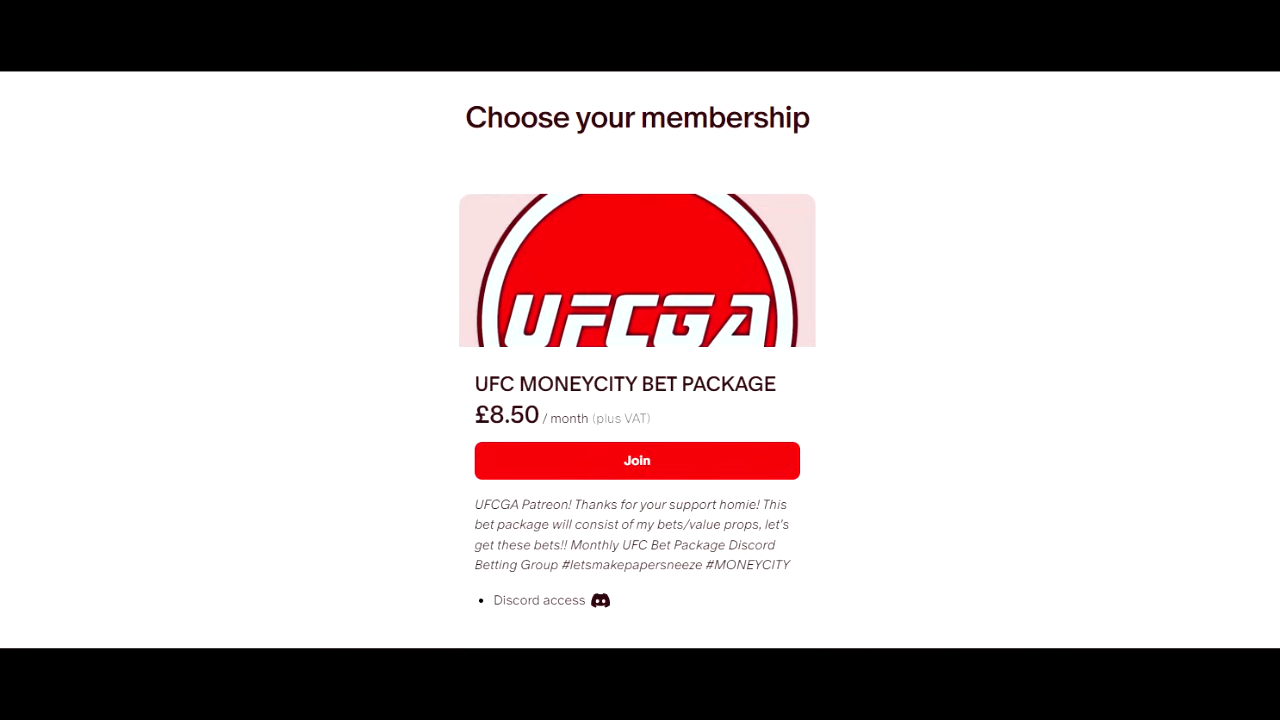 Choose your membership
UFCGA
UFC MONEYCITY BET PACKAGE
£8.50 / month (plus VAT)
Join
UFCGA Patreon! Thanks for your support homie! This
bet package will consist of my bets/value props, let's
get these bets!! Monthly UFC Bet Package Discord
Betting Group #letsmakepapersneeze #MONEYCITY
• Discord access